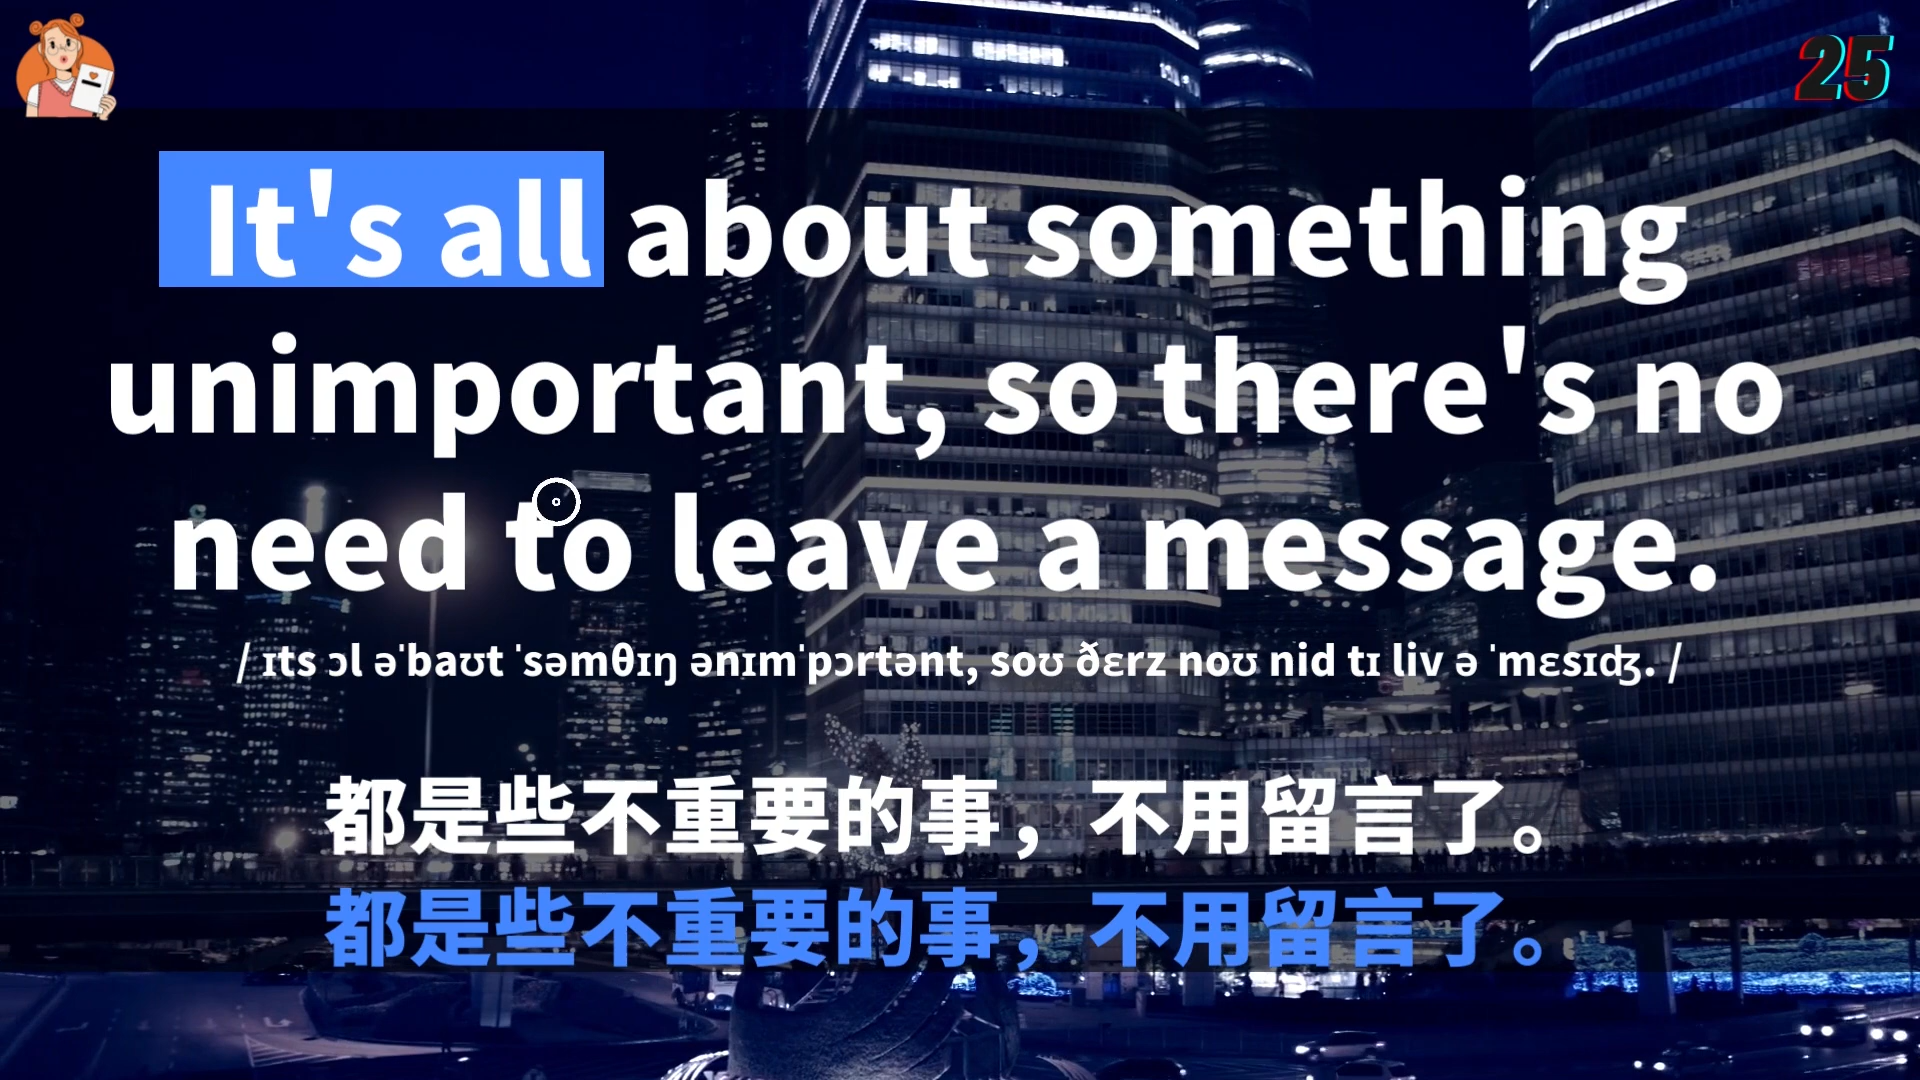 25
It's all about something
unimportant, so there's no
need to leave a message.
/ ɪts ɔl əˈbaʊt ˈsəmθɪŋ ənɪmˈpɔrtənt, soʊ ðɛrz noʊ nid tɪ liv ə ˈmɛsɪʤ. /
都是些不重要的事，不用留言了。
都是些不重要的事，不用留言了。